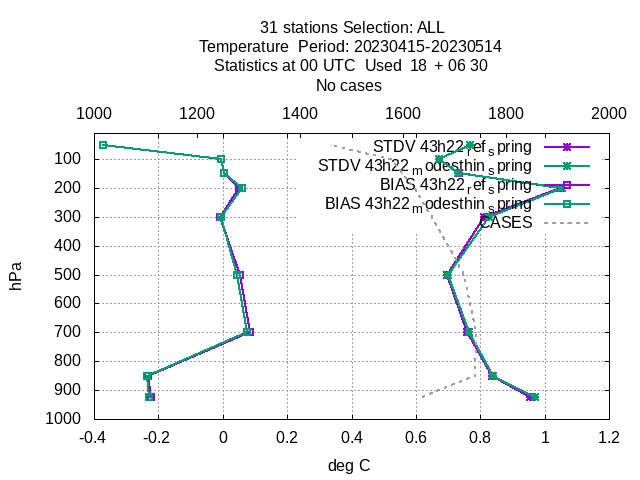 31 stations Selection: ALL
Temperature Period: 20230415-20230514
Statistics at 00 UTC Used 18 + 06 30
No cases
1000 1200 1400 1600 1800 2000
STDV 43h22_ref_spring
STDV 43h22_modesthin_spring
BIAS 43h22_ref_spring
BIAS 43h22_modesthin_spring
CASES
100
200
300
400
500
600
700
800
900
1000
hPa
-0.4 -0.2 0 0.2 0.4 0.6 0.8 1 1.2
deg C